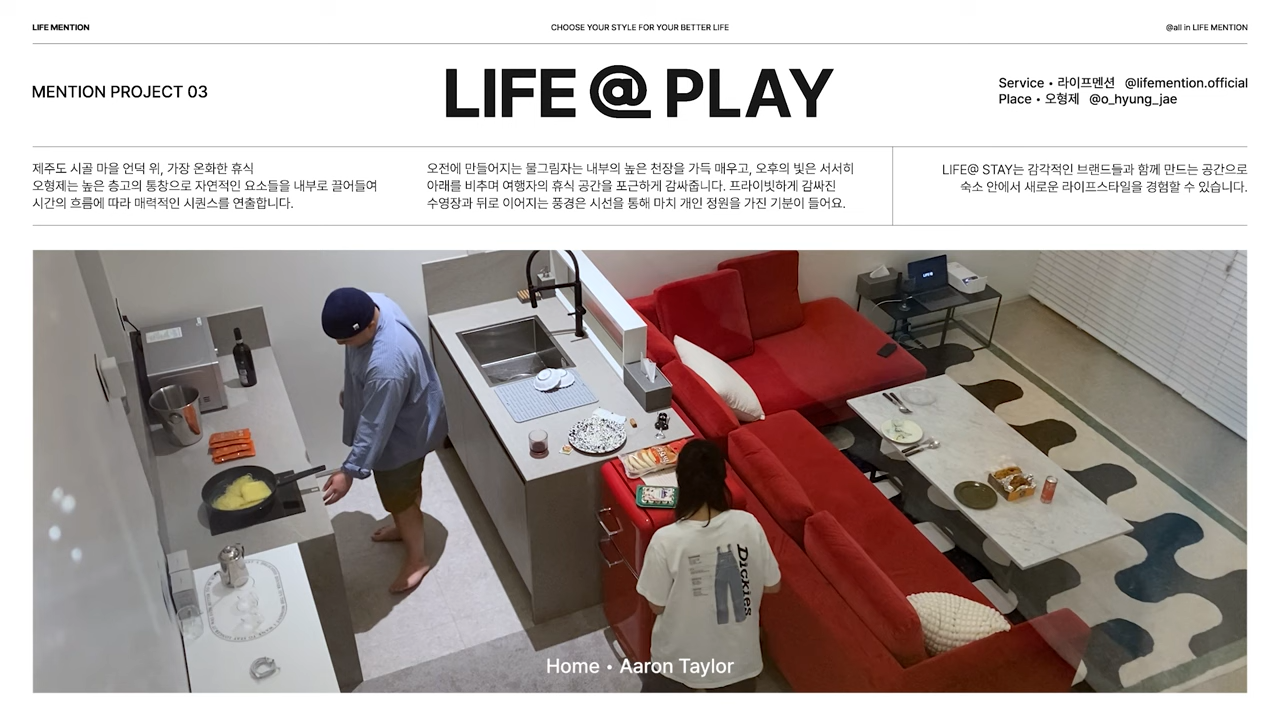 LIFE MENTION
CHOOSE YOUR STYLE FOR YOUR BETTER LIFE
@all in LIFE MENTION
MENTION PROJECT 03
LIFE @ PLAY
Service • 라이프멘션 @lifemention.official
Place • 오형제 @o_hyung_jae
제주도 시골 마을 언덕 위, 가장 온화한 휴식
오형제는 높은 층고의 통창으로 자연적인 요소들을 내부로 끌어들여
시간의 흐름에 따라 매력적인 시퀀스를 연출합니다.
오전에 만들어지는 물그림자는 내부의 높은 천장을 가득 매우고, 오후의 빛은 서서히
아래를 비추며 여행자의 휴식 공간을 포근하게 감싸줍니다. 프라이빗하게 감싸진
수영장과 뒤로 이어지는 풍경은 시선을 통해 마치 개인 정원을 가진 기분이 들어요.
LIFE@ STAY는 감각적인 브랜드들과 함께 만드는 공간으로
숙소 안에서 새로운 라이프스타일을 경험할 수 있습니다.
LIFE @
Dickies
Home • Aaron Taylor